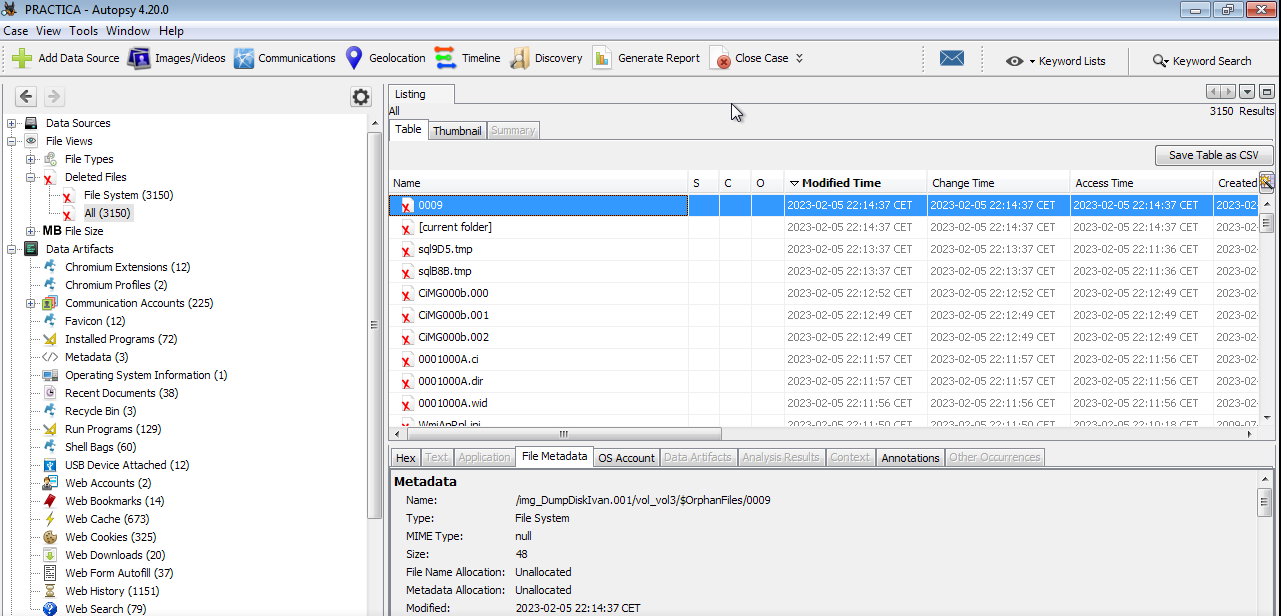 PRACTICA - Autopsy 4.20.0
Case View Tools Window Help
Add Data Source Images/Videos Communications Geolocation Timeline Discovery Generate Report Close Case Keyword Lists Keyword Search
Data Sources
File Views
File Types
Deleted Files
File System (3150)
All (3150)
MB File Size
Data Artifacts
Chromium Extensions (12)
Chromium Profiles (2)
Communication Accounts (225)
Favicon (12)
Installed Programs (72)
Metadata (3)
Operating System Information (1)
Recent Documents (38)
Recycle Bin (3)
Run Programs (129)
Shell Bags (60)
USB Device Attached (12)
Web Accounts (2)
Web Bookmarks (14)
Web Cache (673)
Web Cookies (325)
Web Downloads (20)
Web Form Autofill (37)
Web History (1151)
Web Search (79)
Listing
All 3150 Results
Table Thumbnail Summary
Save Table as CSV
Name S C O Modified Time Change Time Access Time Created
0009 2023-02-05 22:14:37 CET 2023-02-05 22:14:37 CET 2023-02-05 22:14:37 CET 2023-02-
[current folder] 2023-02-05 22:14:37 CET 2023-02-05 22:14:37 CET 2023-02-05 22:14:37 CET 2023-02-
sql9D5.tmp 2023-02-05 22:13:37 CET 2023-02-05 22:13:37 CET 2023-02-05 22:11:36 CET 2023-02-
sqlB8B.tmp 2023-02-05 22:13:37 CET 2023-02-05 22:13:37 CET 2023-02-05 22:11:36 CET 2023-02-
CiMG000b.000 2023-02-05 22:12:52 CET 2023-02-05 22:12:52 CET 2023-02-05 22:12:49 CET 2023-02-
CiMG000b.001 2023-02-05 22:12:49 CET 2023-02-05 22:12:49 CET 2023-02-05 22:12:49 CET 2023-02-
CiMG000b.002 2023-02-05 22:12:49 CET 2023-02-05 22:12:49 CET 2023-02-05 22:12:49 CET 2023-02-
0001000A.ci 2023-02-05 22:11:57 CET 2023-02-05 22:11:57 CET 2023-02-05 22:11:56 CET 2023-02-
0001000A.dir 2023-02-05 22:11:57 CET 2023-02-05 22:11:57 CET 2023-02-05 22:11:56 CET 2023-02-
0001000A.wid 2023-02-05 22:11:56 CET 2023-02-05 22:11:56 CET 2023-02-05 22:11:56 CET 2023-02-
WmiApRpl.ini 2023-02-05 22:11:50 CET 2023-02-05 22:11:50 CET 2023-02-05 22:10:18 CET 2009-07-
Hex Text Application File Metadata OS Account Data Artifacts Analysis Results Context Annotations Other Occurrences
Metadata
Name: /img_DumpDiskIvan.001/vol_vol3/$OrphanFiles/0009
Type: File System
MIME Type: null
Size: 48
File Name Allocation: Unallocated
Metadata Allocation: Unallocated
Modified: 2023-02-05 22:14:37 CET